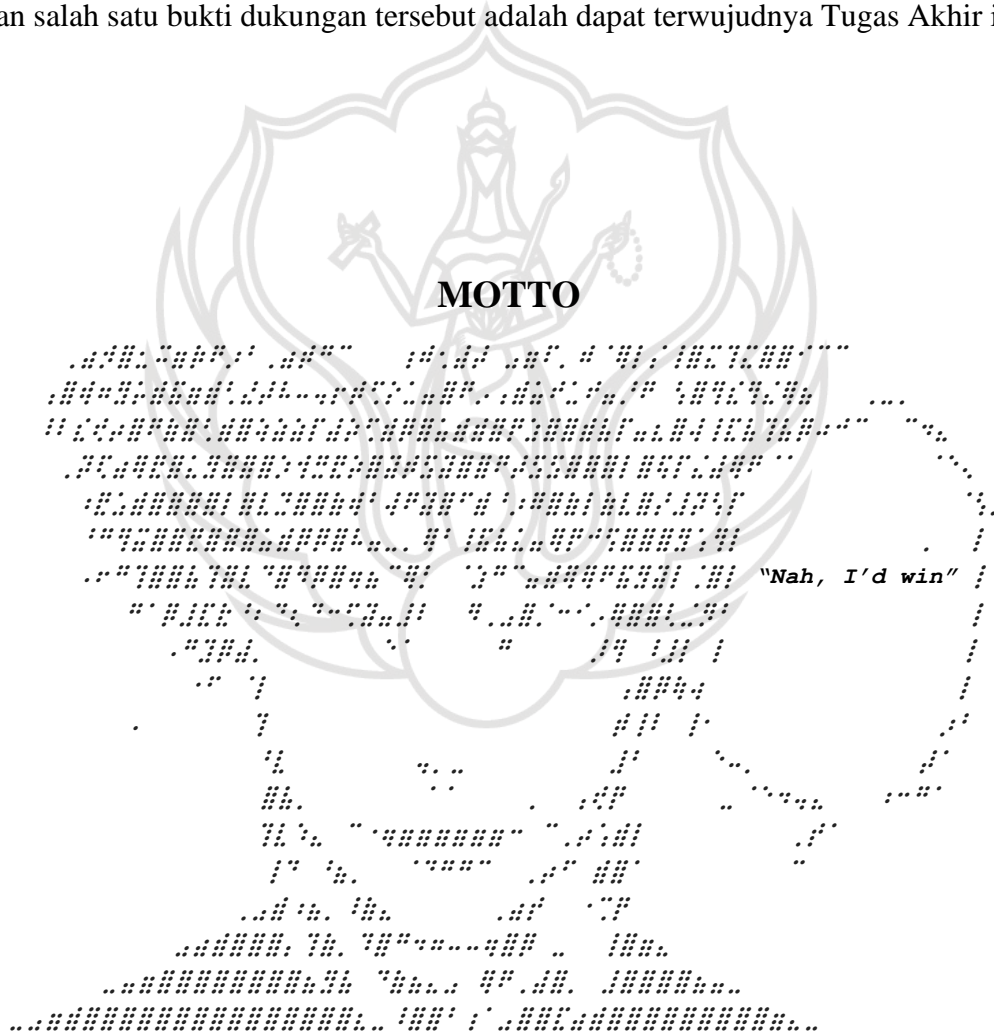 an salah satu bukti dukungan tersebut adalah dapat terwujudnya Tugas Akhir i
MOTTO
“Nah, I’d win”